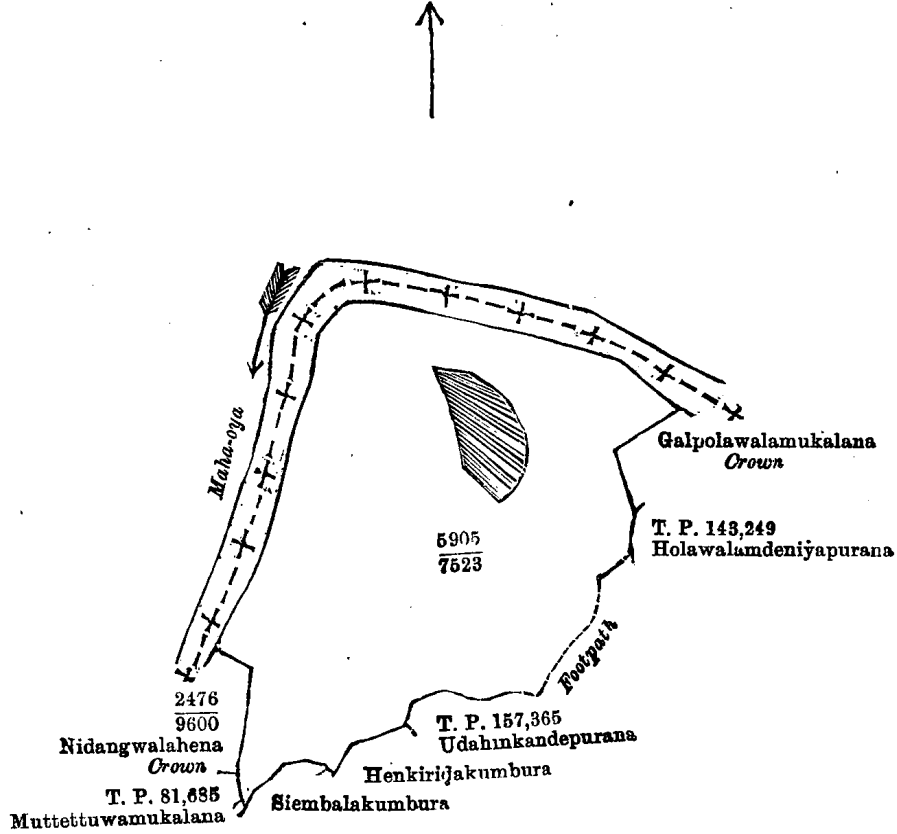 Maha-oya
Galpolawalamukalana
Crown
5905
7523
T. P. 143,249
Holawalamdeniyapurana
Footpath
2476
9600
Nidangwalahena
Crown
T. P. 157,365
Udahinkandepurana
Henkiridakumbura
T. P. 81,685
Muttettuwamukalana
Siembalakumbura